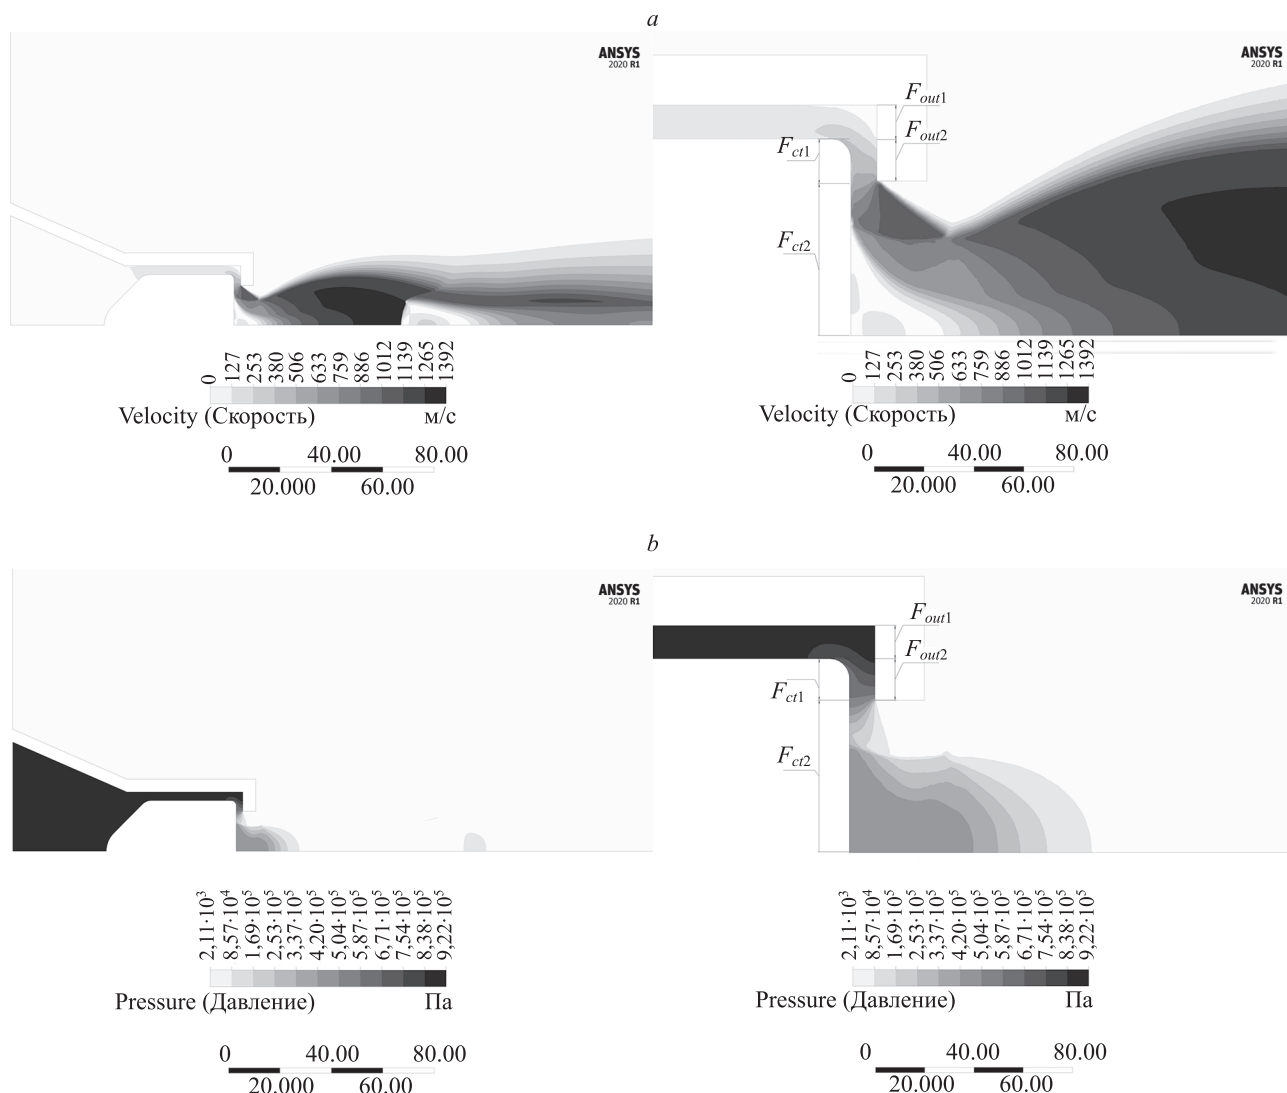 a
ANSYS
2020 R1
ANSYS
2020 R1
F out1
F out2
F ct1
F ct2
0 127 253 380 506 633 759 886 1012 1139 1265 1392
Velocity (Скорость) м/с
0 40.00 80.00
20.000 60.00
0 127 253 380 506 633 759 886 1012 1139 1265 1392
Velocity (Скорость) м/с
0 40.00 80.00
20.000 60.00
b
ANSYS
2020 R1
ANSYS
2020 R1
F out1
F out2
F ct1
F ct2
2,11·10³ 8,57·10⁴ 1,69·10⁵ 2,53·10⁵ 3,37·10⁵ 4,20·10⁵ 5,04·10⁵ 5,87·10⁵ 6,71·10⁵ 7,54·10⁵ 8,38·10⁵ 9,22·10⁵
Pressure (Давление) Па
0 40.00 80.00
20.000 60.00
2,11·10³ 8,57·10⁴ 1,69·10⁵ 2,53·10⁵ 3,37·10⁵ 4,20·10⁵ 5,04·10⁵ 5,87·10⁵ 6,71·10⁵ 7,54·10⁵ 8,38·10⁵ 9,22·10⁵
Pressure (Давление) Па
0 40.00 80.00
20.000 60.00